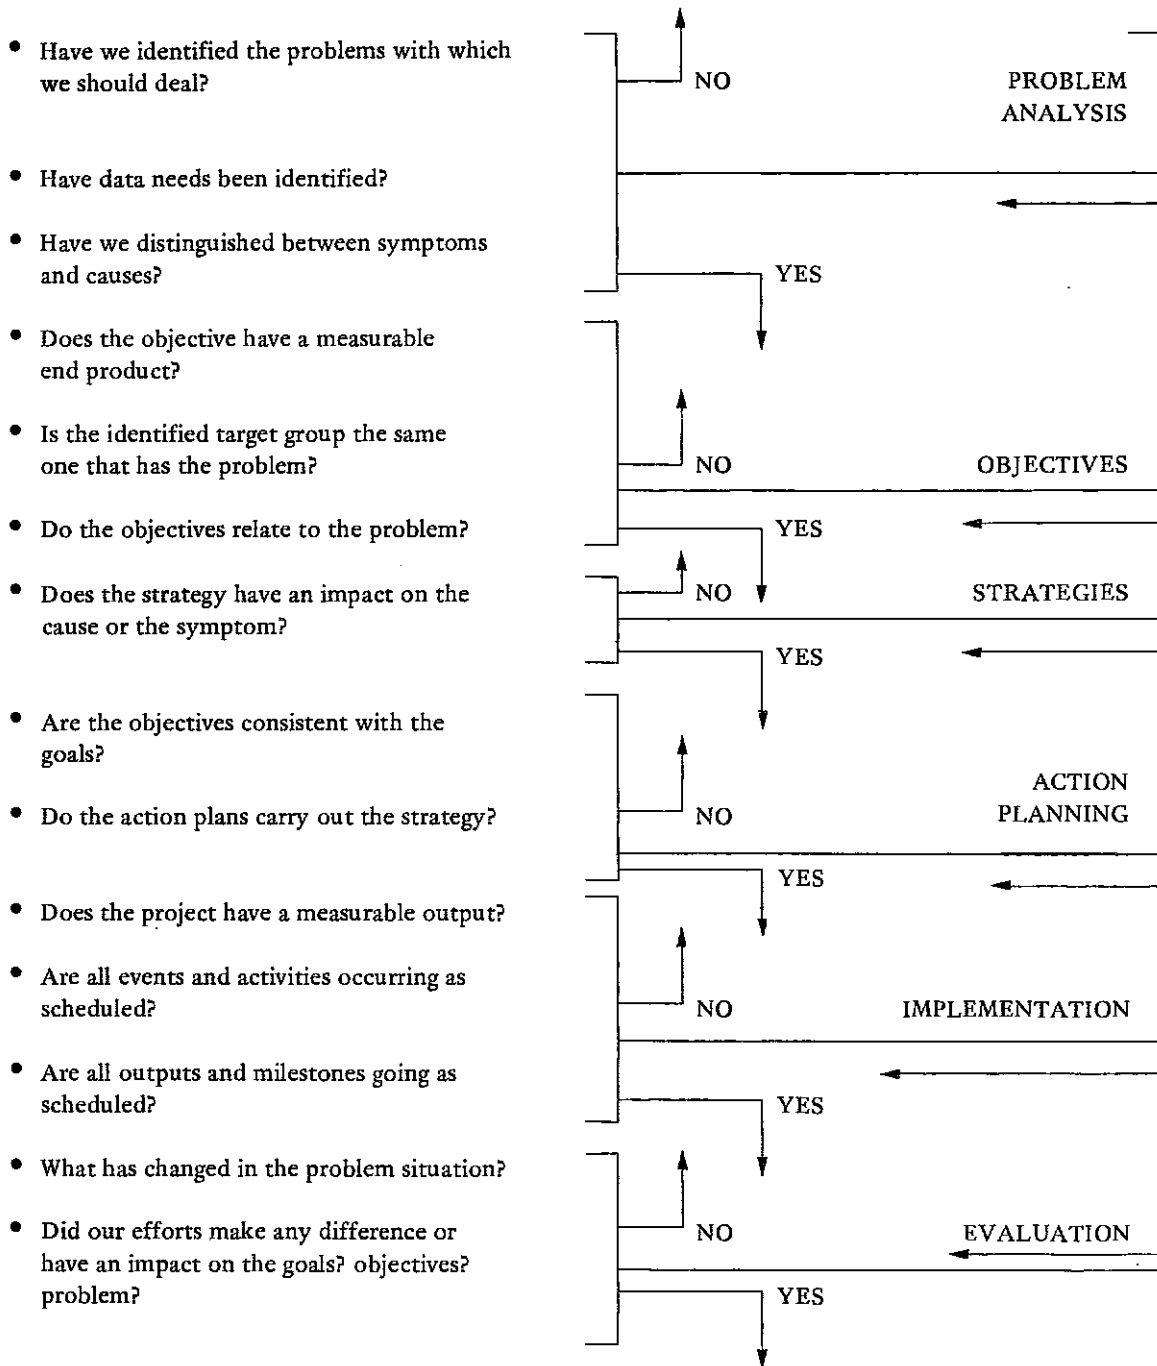 • Have we identified the problems with which
we should deal?
NO
PROBLEM
ANALYSIS
• Have data needs been identified?
• Have we distinguished between symptoms
and causes?
YES
• Does the objective have a measurable
end product?
• Is the identified target group the same
one that has the problem?
NO
OBJECTIVES
• Do the objectives relate to the problem?
YES
• Does the strategy have an impact on the
cause or the symptom?
NO
STRATEGIES
YES
• Are the objectives consistent with the
goals?
ACTION
PLANNING
• Do the action plans carry out the strategy?
NO
YES
• Does the project have a measurable output?
• Are all events and activities occurring as
scheduled?
NO
IMPLEMENTATION
• Are all outputs and milestones going as
scheduled?
YES
• What has changed in the problem situation?
• Did our efforts make any difference or
have an impact on the goals? objectives?
problem?
NO
EVALUATION
YES